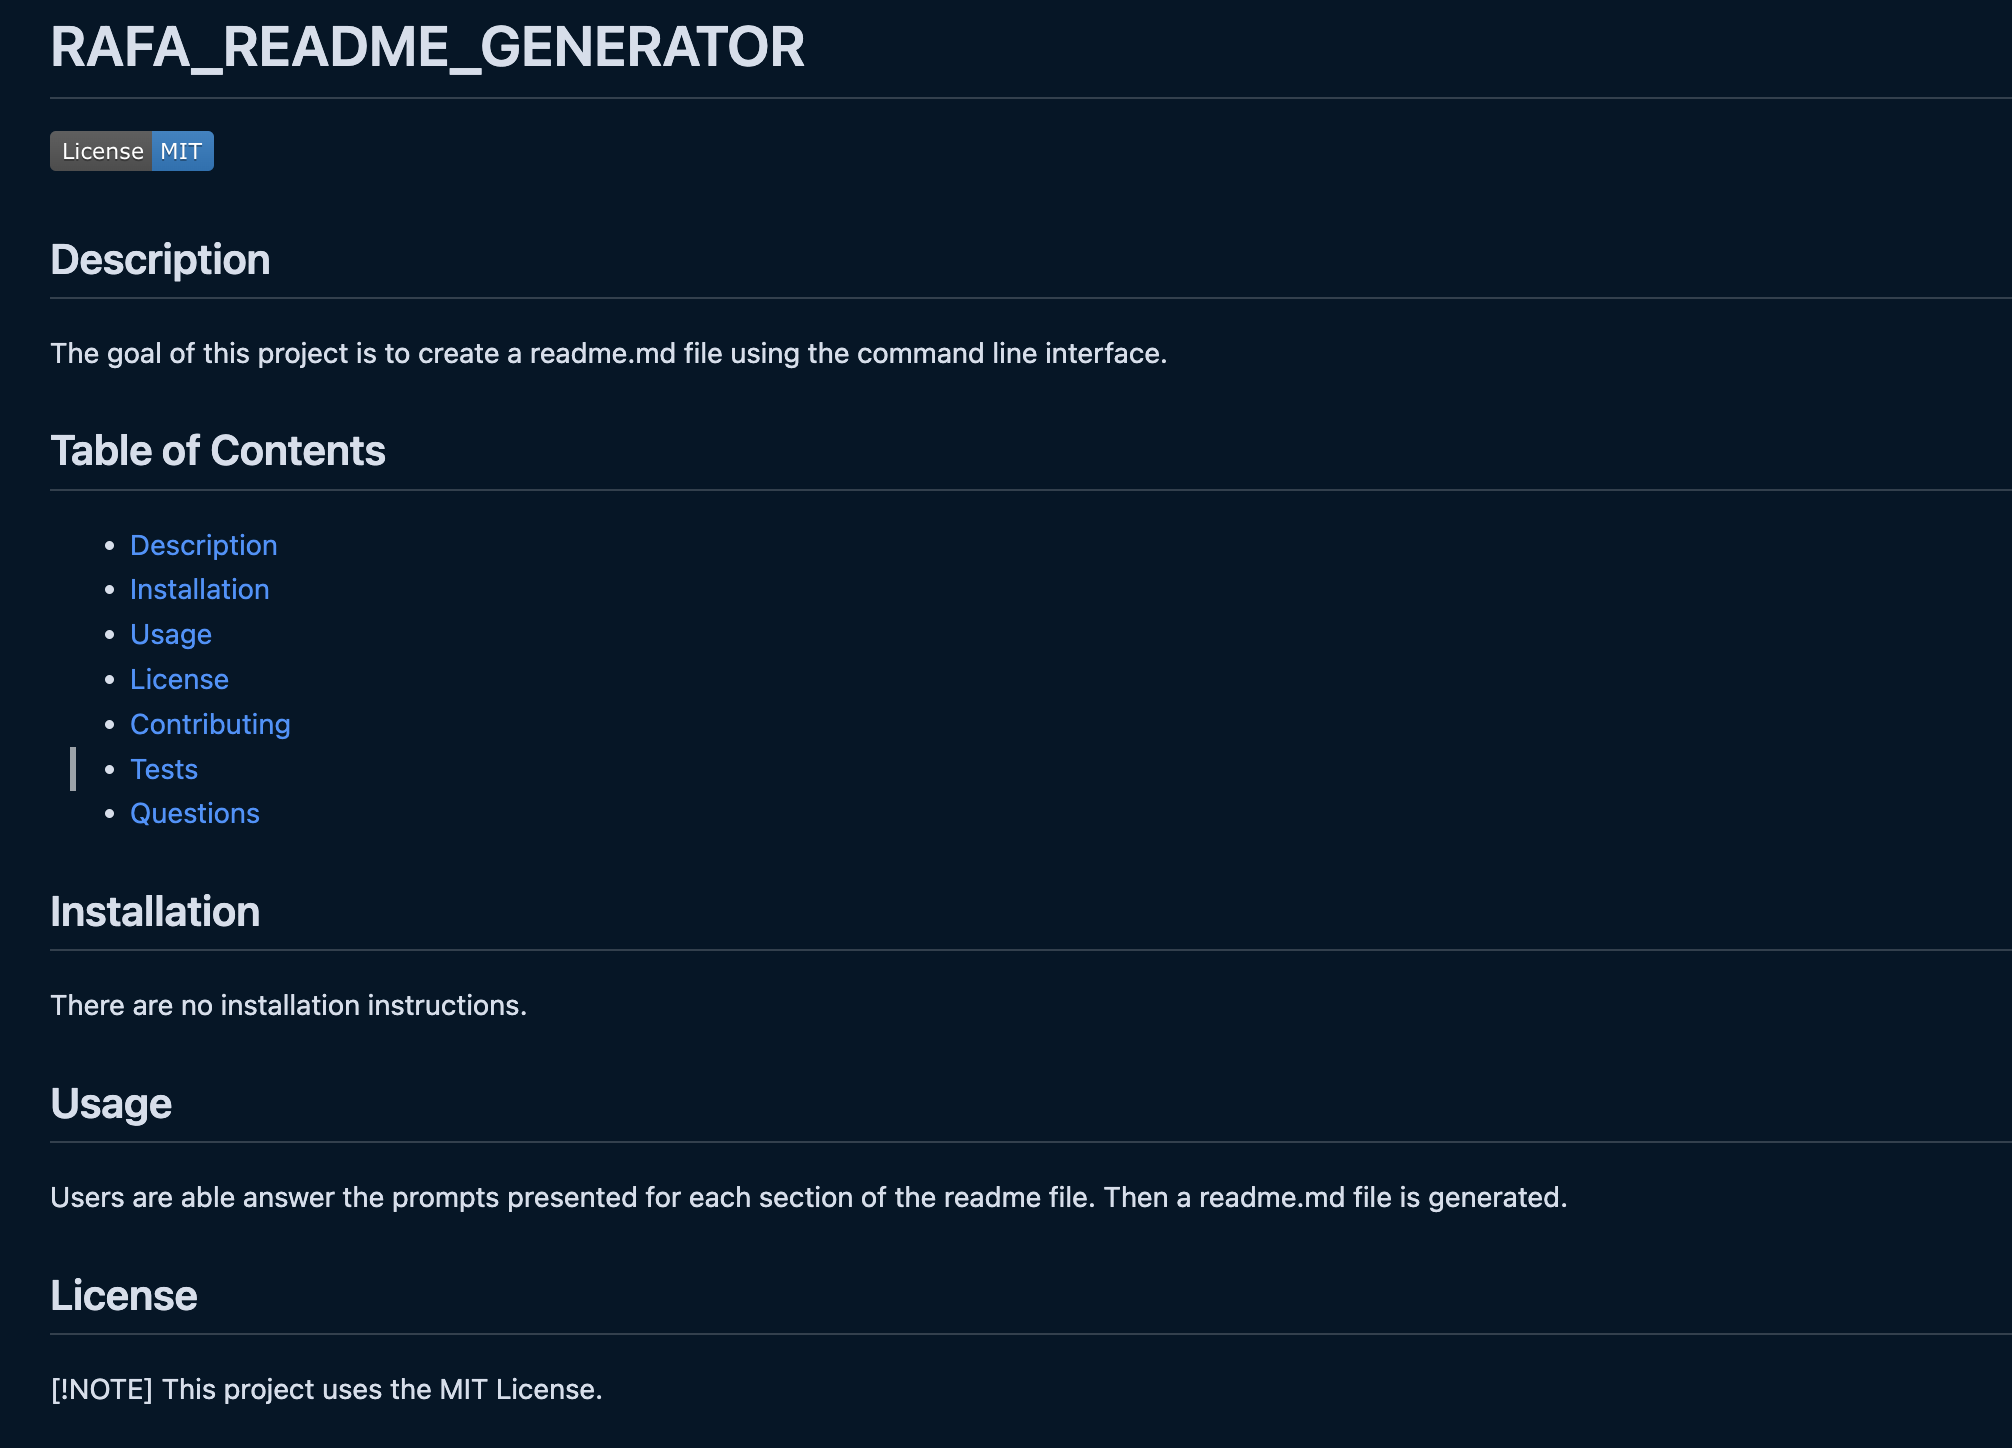 RAFA_README_GENERATOR
License MIT
Description
The goal of this project is to create a readme.md file using the command line interface.
Table of Contents
• Description
• Installation
• Usage
• License
• Contributing
• Tests
• Questions
Installation
There are no installation instructions.
Usage
Users are able answer the prompts presented for each section of the readme file. Then a readme.md file is generated.
License
[!NOTE] This project uses the MIT License.